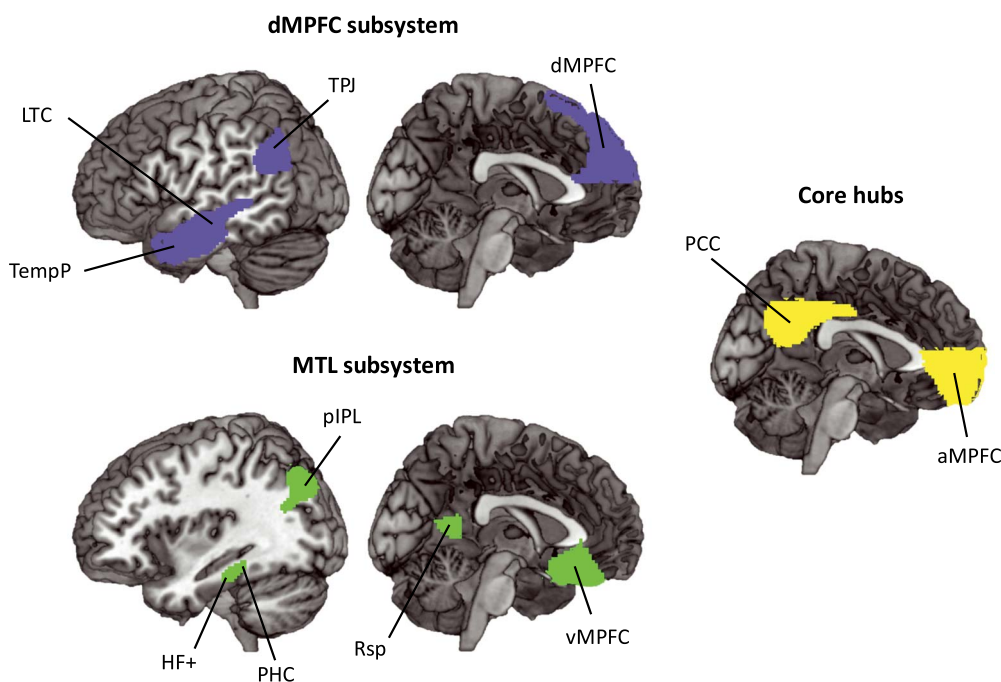 dMPFC subsystem
LTC
TPJ
dMPFC
TempP
Core hubs
PCC
aMPFC
MTL subsystem
pIPL
HF+
PHC
Rsp
vMPFC